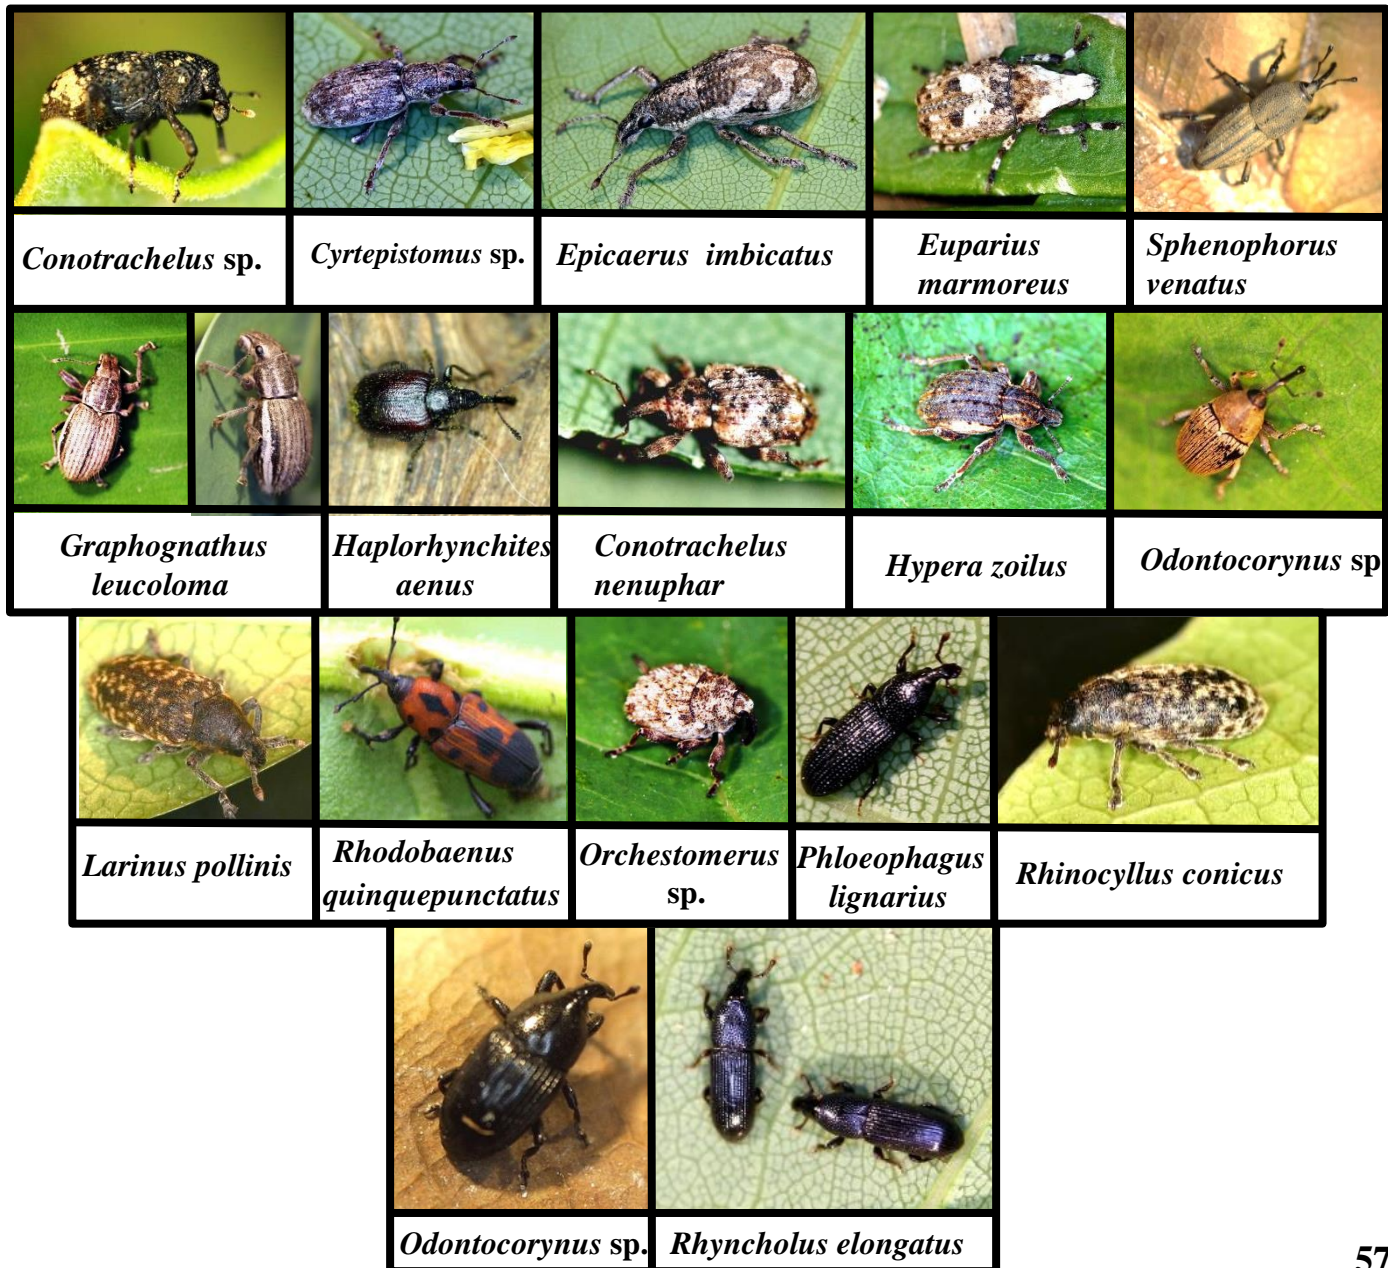 Conotrachelus sp.
Cyrtepistomus sp.
Epicaerus imbicatus
Euparius
marmoreus
Sphenophorus
venatus
Graphognathus
leucoloma
Haplorhynchites
aenus
Conotrachelus
nenuphar
Hypera zoilus
Odontocorynus sp
Larinus pollinis
Rhodobaenus
quinquepunctatus
Orchestomerus
sp.
Phloeophagus
lignarius
Rhinocyllus conicus
Odontocorynus sp.
Rhyncholus elongatus
57